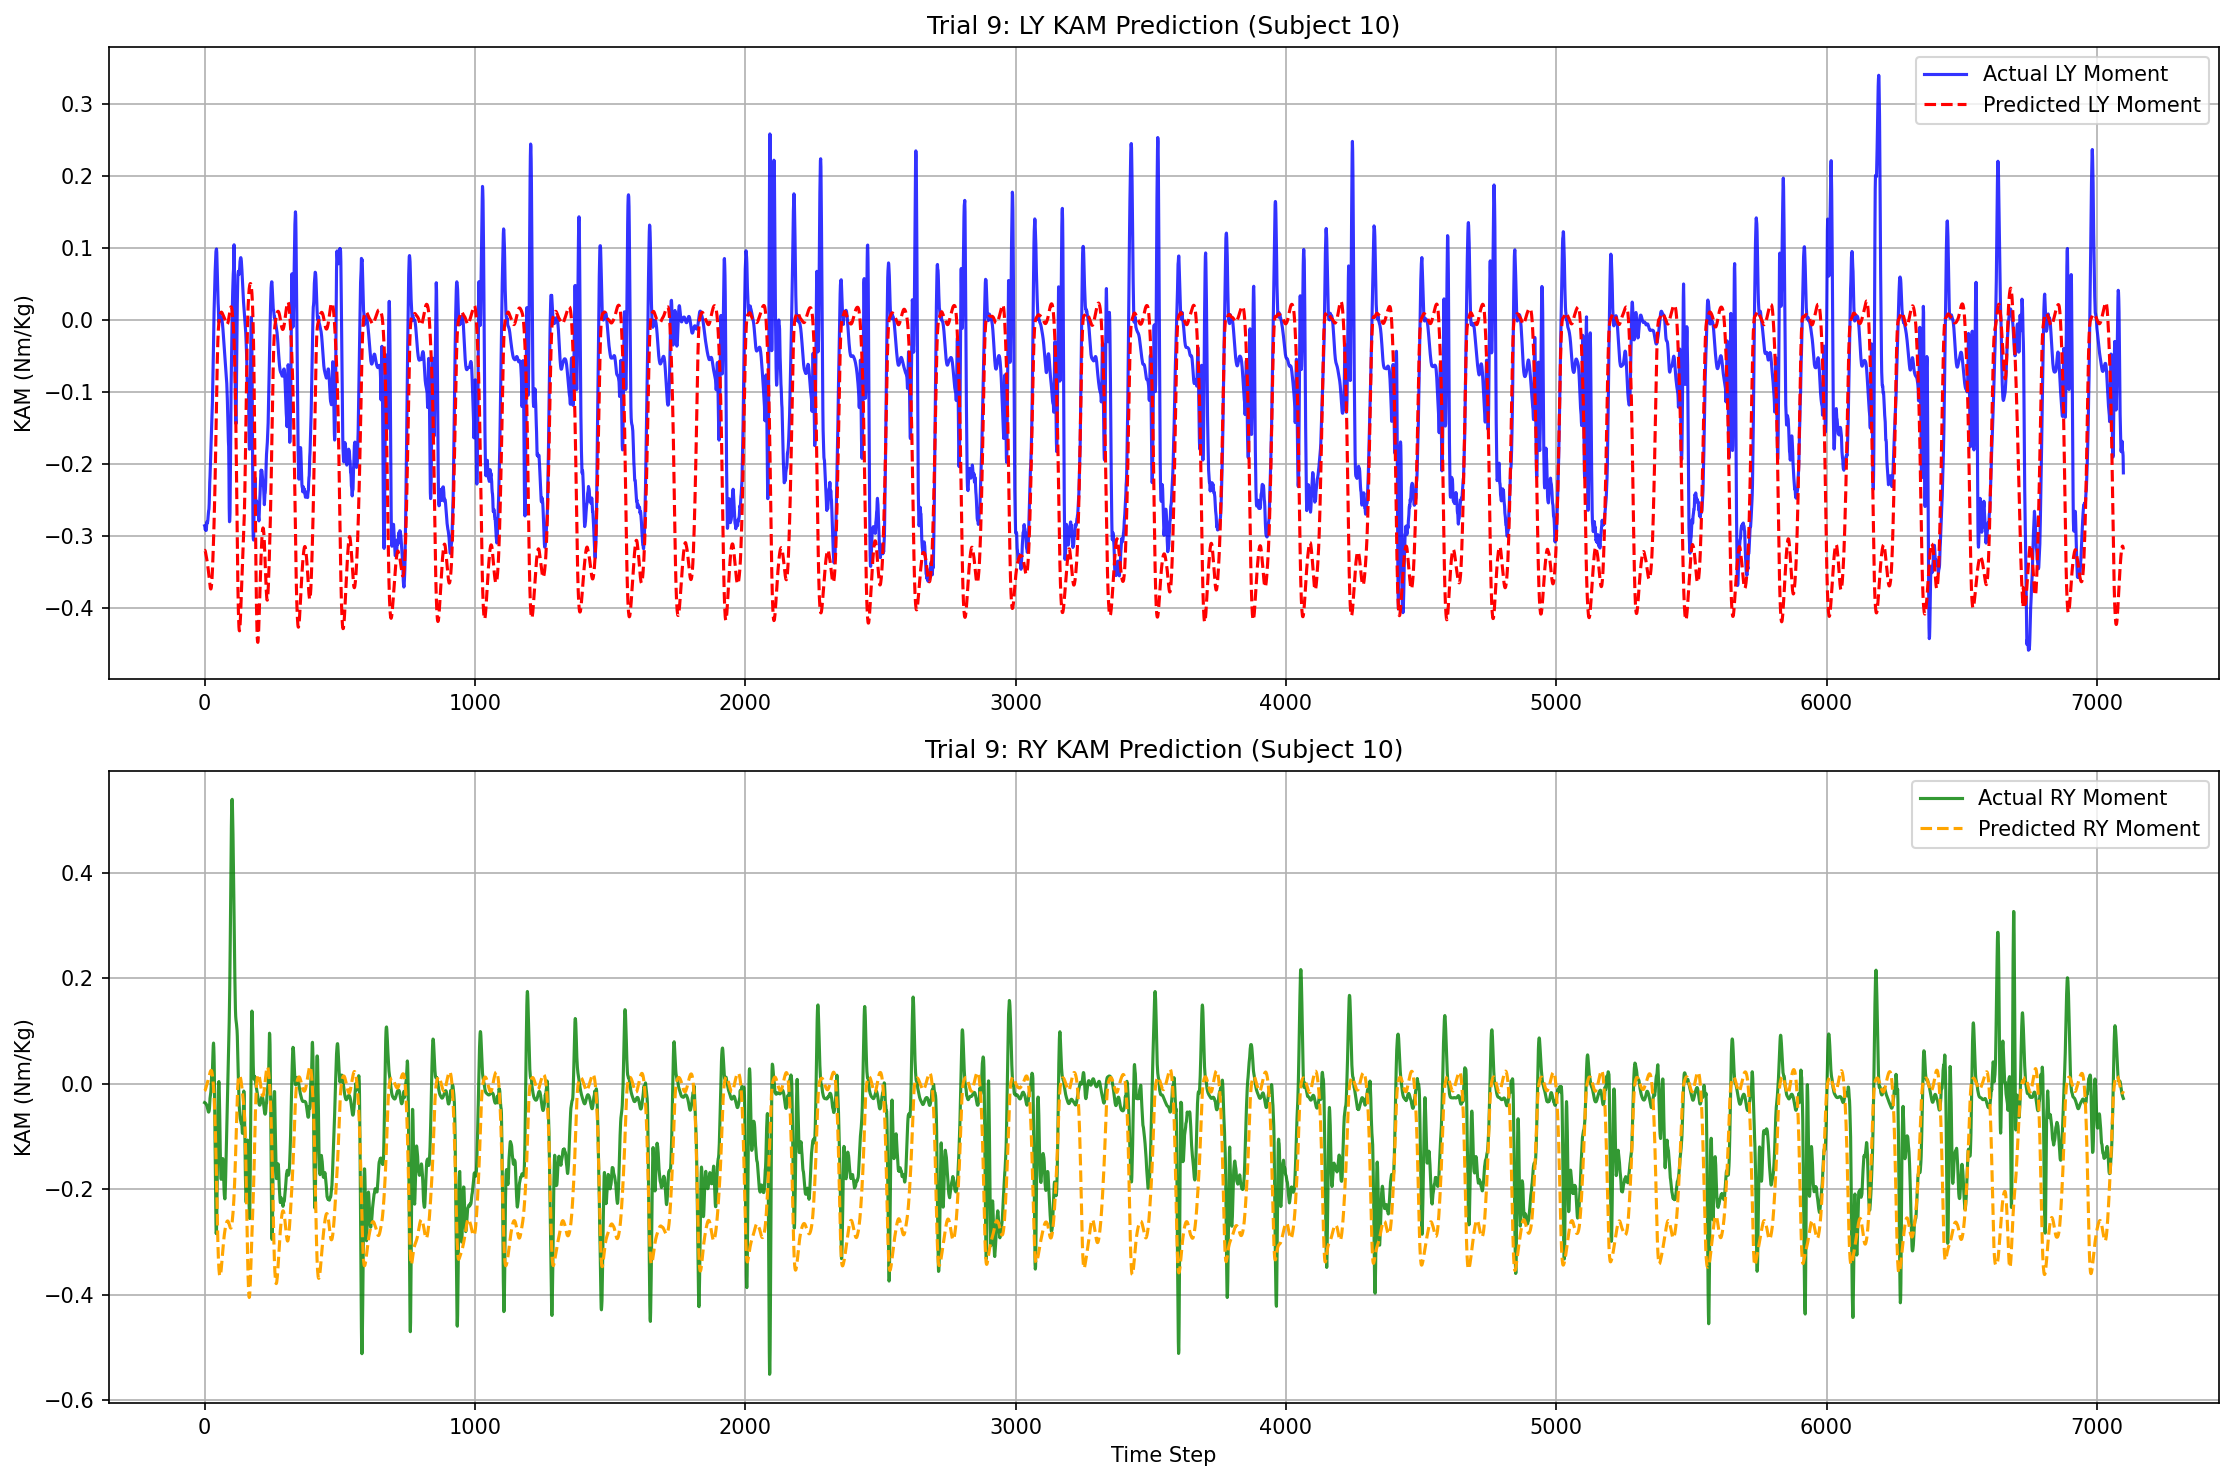 Trial 9: LY KAM Prediction (Subject 10)
KAM (Nm/Kg)
0.3
0.2
0.1
0.0
−0.1
−0.2
−0.3
−0.4
Actual LY Moment
Predicted LY Moment
0 1000 2000 3000 4000 5000 6000 7000
Trial 9: RY KAM Prediction (Subject 10)
KAM (Nm/Kg)
0.4
0.2
0.0
−0.2
−0.4
−0.6
Actual RY Moment
Predicted RY Moment
0 1000 2000 3000 4000 5000 6000 7000
Time Step